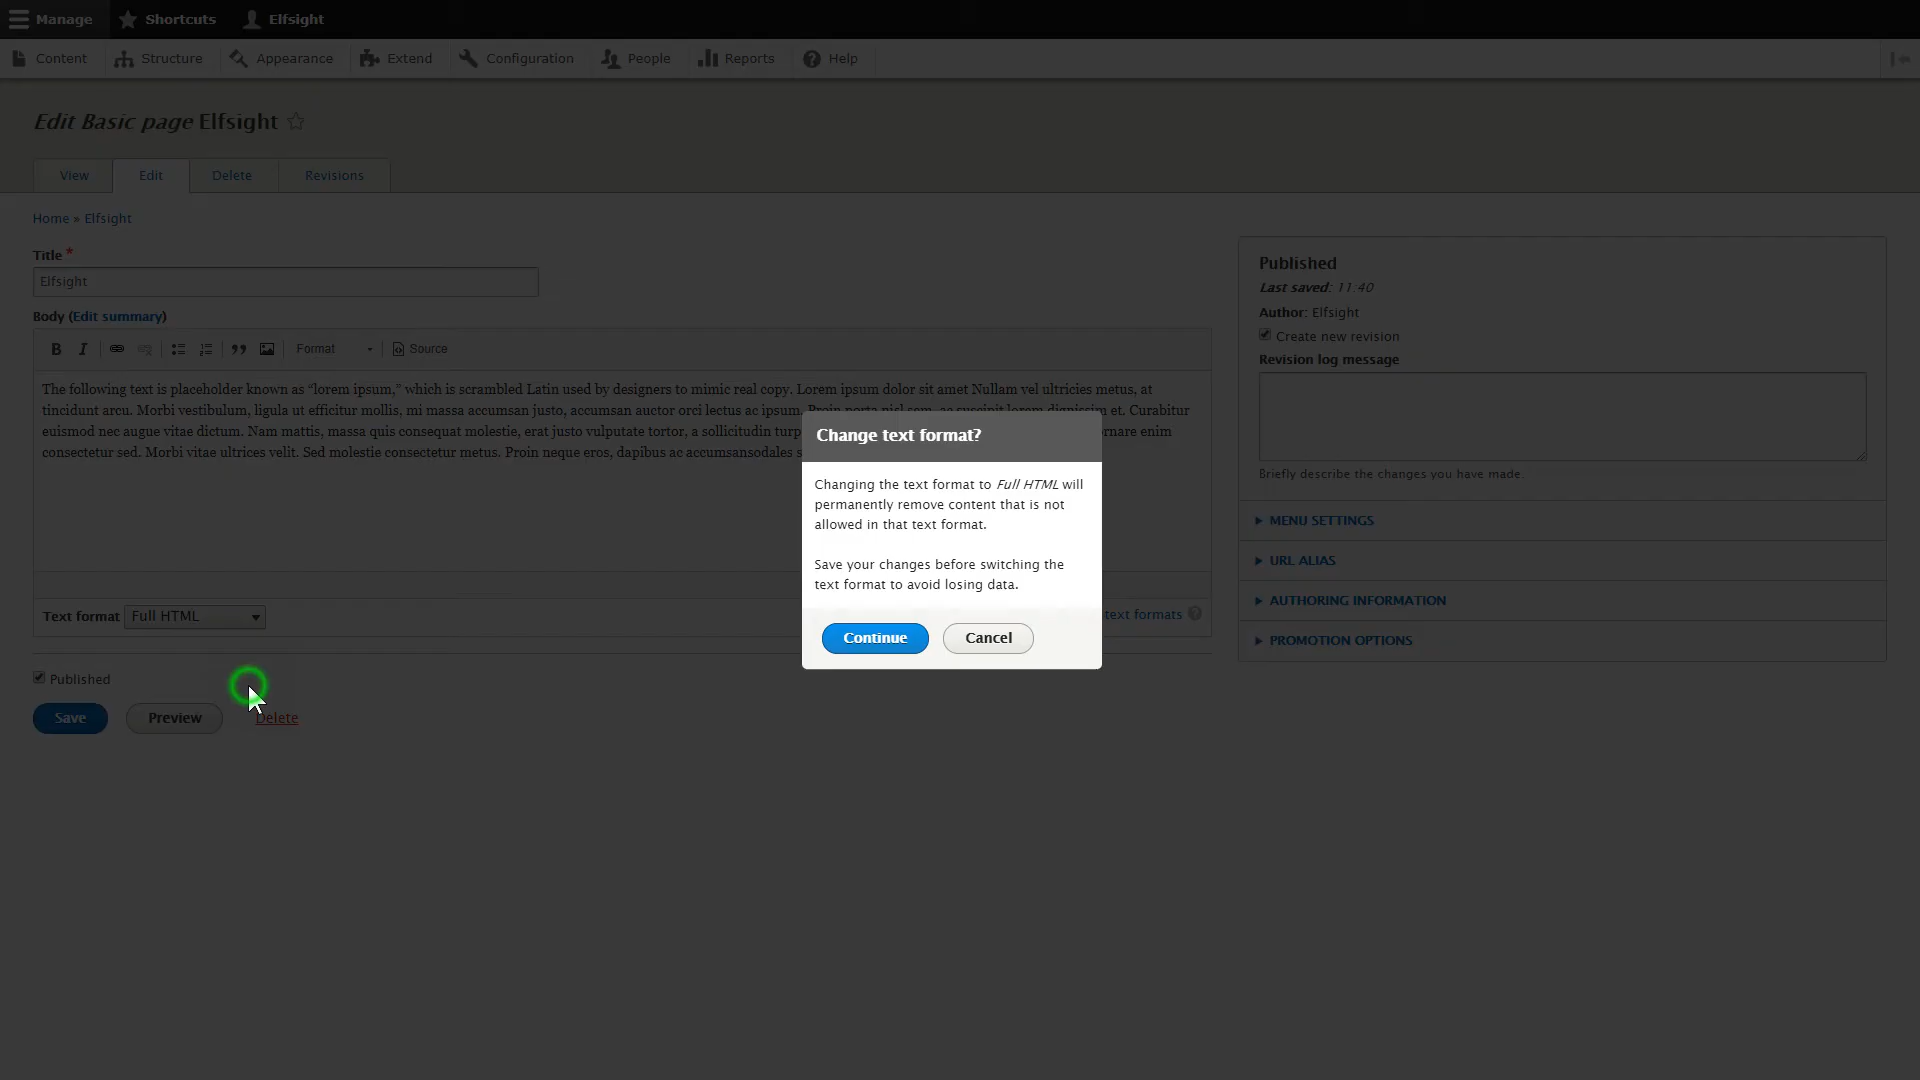 Manage
Shortcuts
Elfsight
Content
Structure
Appearance
Extend
Configuration
People
Reports
Help
Edit Basic page Elfsight
View
Edit
Delete
Revisions
Home » Elfsight
Title *
Elfsight
Body (Edit summary)
B I
Format
Source
The following text is placeholder known as “lorem ipsum,” which is scrambled Latin used by designers to mimic real copy. Lorem ipsum dolor sit amet Nullam vel ultricies metus, at
tincidunt arcu. Morbi vestibulum, ligula ut efficitur mollis, mi massa accumsan justo, accumsan auctor orci lectus ac ipsum. Proin porta nisl sem, ac suscipit lorem dignissim et. Curabitur
euismod nec augue vitae dictum. Nam mattis, massa quis consequat molestie, erat justo vulputate tortor, a sollicitudin turp ornare enim
consectetur sed. Morbi vitae ultrices velit. Sed molestie consectetur metus. Proin neque eros, dapibus ac accumsansodales s
Text format
Full HTML
text formats
Published
Save
Preview
Delete
Change text format?
Changing the text format to Full HTML will
permanently remove content that is not
allowed in that text format.
Save your changes before switching the
text format to avoid losing data.
Continue
Cancel
Published
Last saved: 11:40
Author: Elfsight
Create new revision
Revision log message
Briefly describe the changes you have made.
MENU SETTINGS
URL ALIAS
AUTHORING INFORMATION
PROMOTION OPTIONS